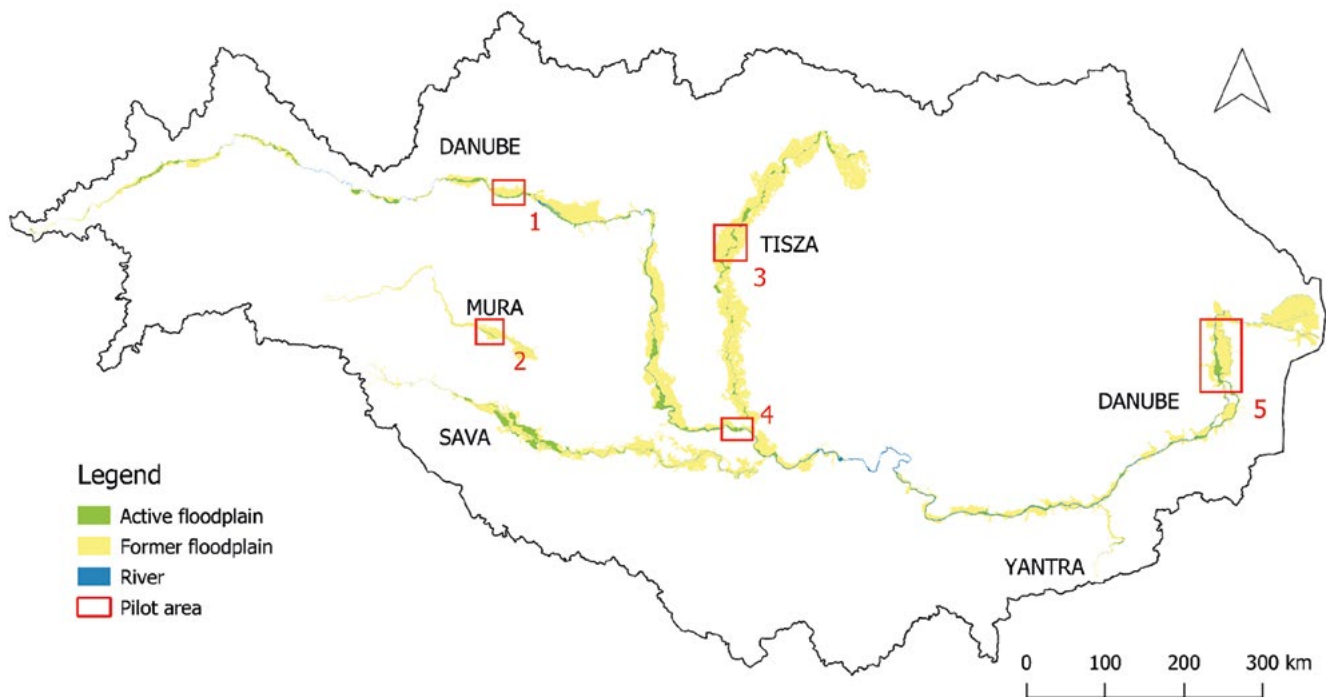 DANUBE
1
TISZA
3
MURA
2
DANUBE
5
4
SAVA
YANTRA
Legend
Active floodplain
Former floodplain
River
Pilot area
0 100 200 300 km